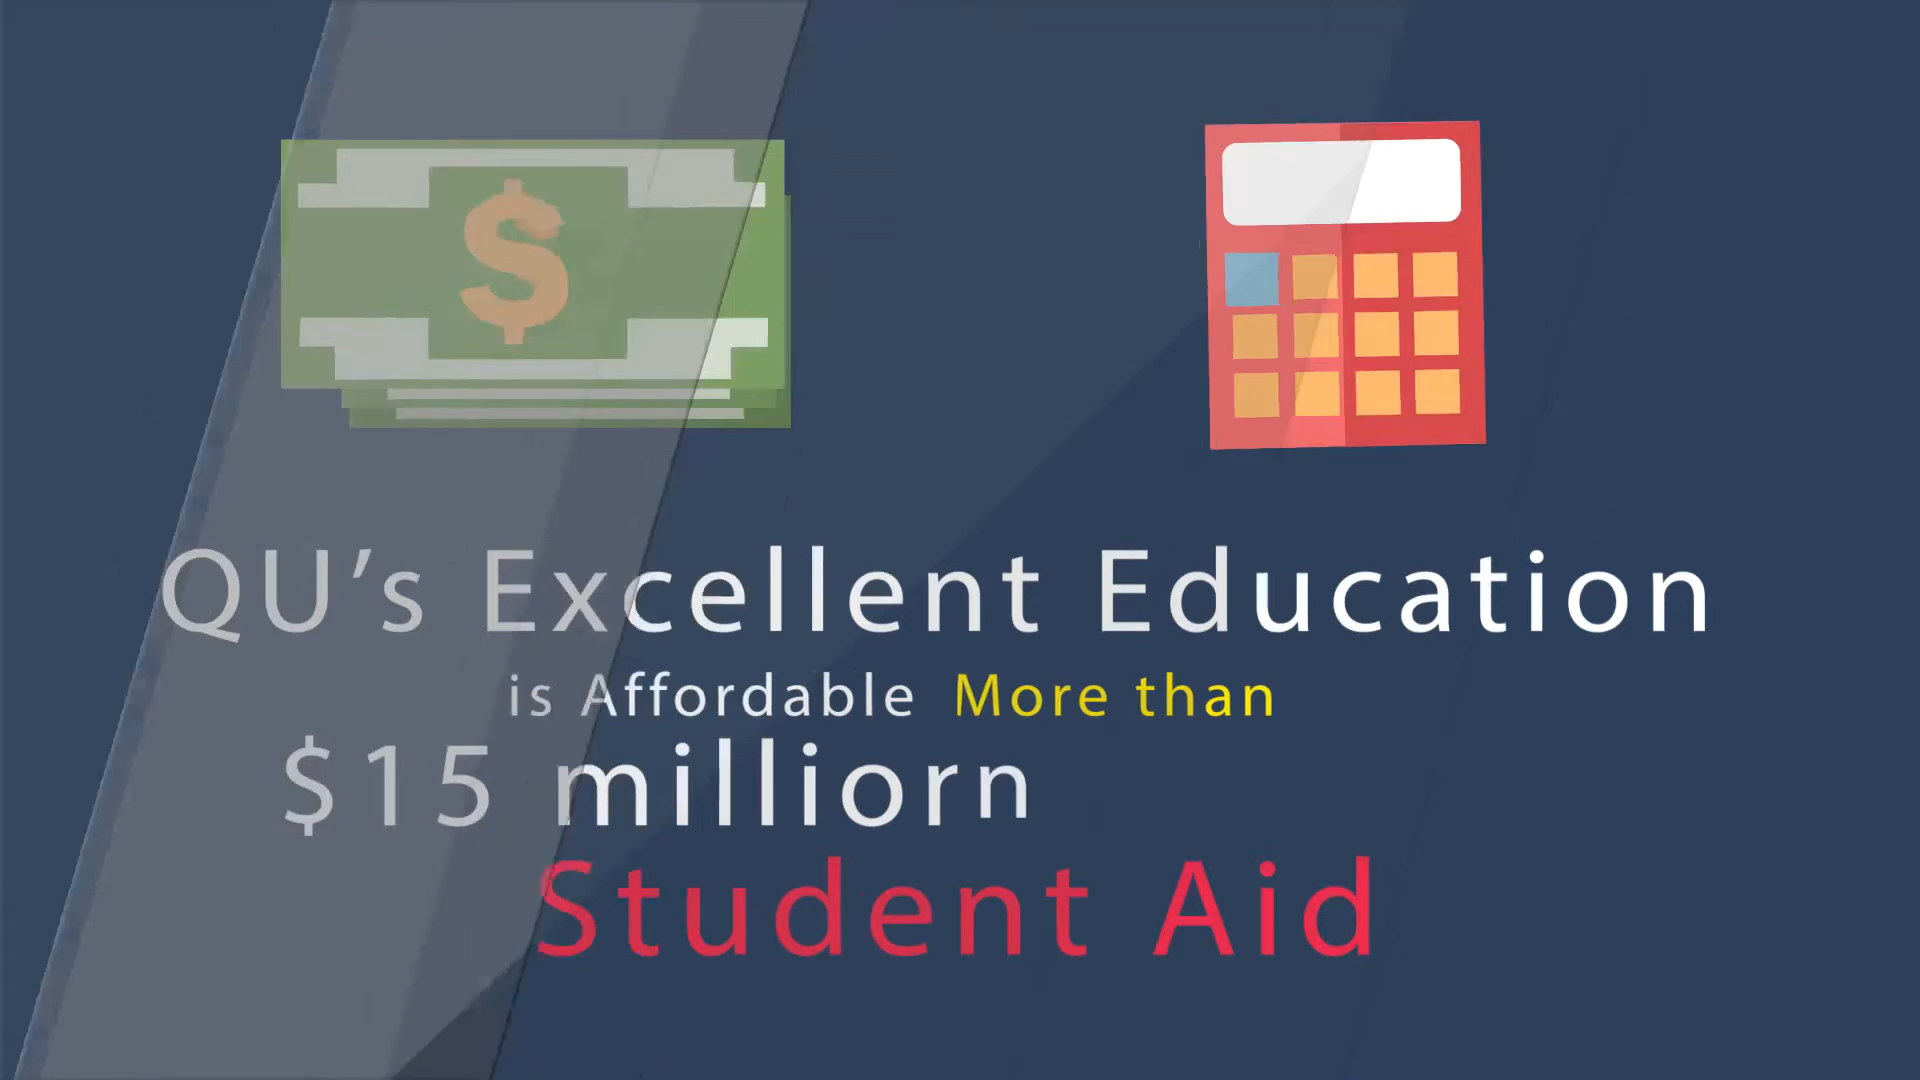 $
QU's Excellent Education
is Affordable More than
$15 milliorn
Student Aid